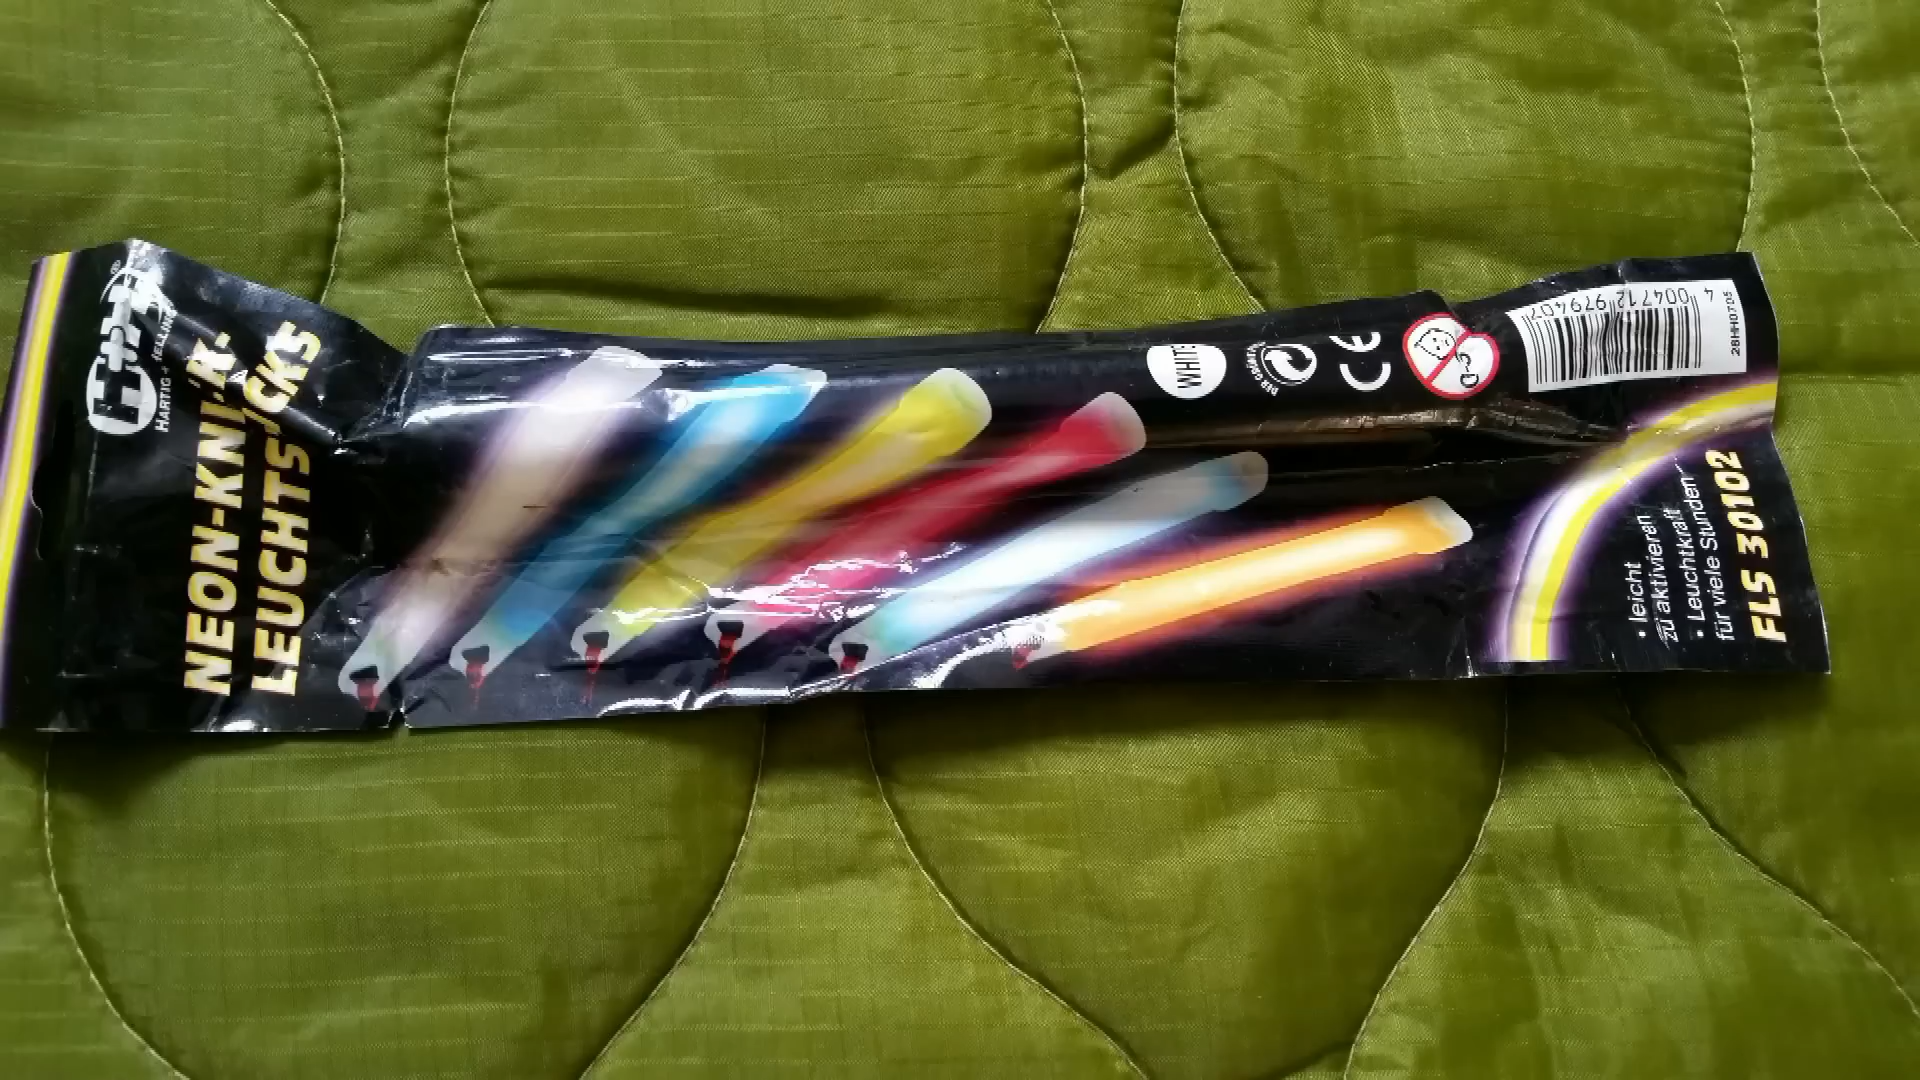 H+H®
HARTIG + HELLING
NEON-KNICK-
LEUCHTSTICKS
WHITE
DER GRÜNE PUNKT
CE
0-3
4 004712 979407
28HH0705
• leicht
zu aktivieren
• Leuchtkraft
für viele Stunden
FLS 30102